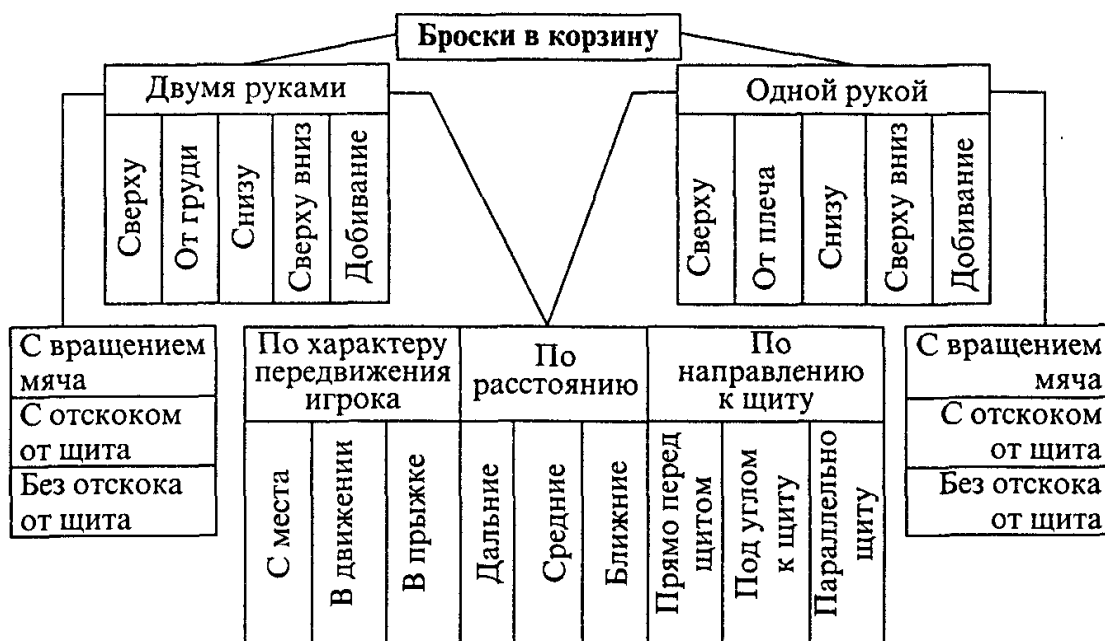 Броски в корзину
Двумя руками
Сверху
От груди
Снизу
Сверху вниз
Добивание
Одной рукой
Сверху
От плеча
Снизу
Сверху вниз
Добивание
С вращением
мяча
С отскоком
от щита
Без отскока
от щита
По характеру
передвижения
игрока
С места
В движении
В прыжке
По
расстоянию
Дальние
Средние
Ближние
По
направлению
к щиту
Прямо перед
щитом
Под углом
к щиту
Параллельно
щиту
С вращением
мяча
С отскоком
от щита
Без отскока
от щита